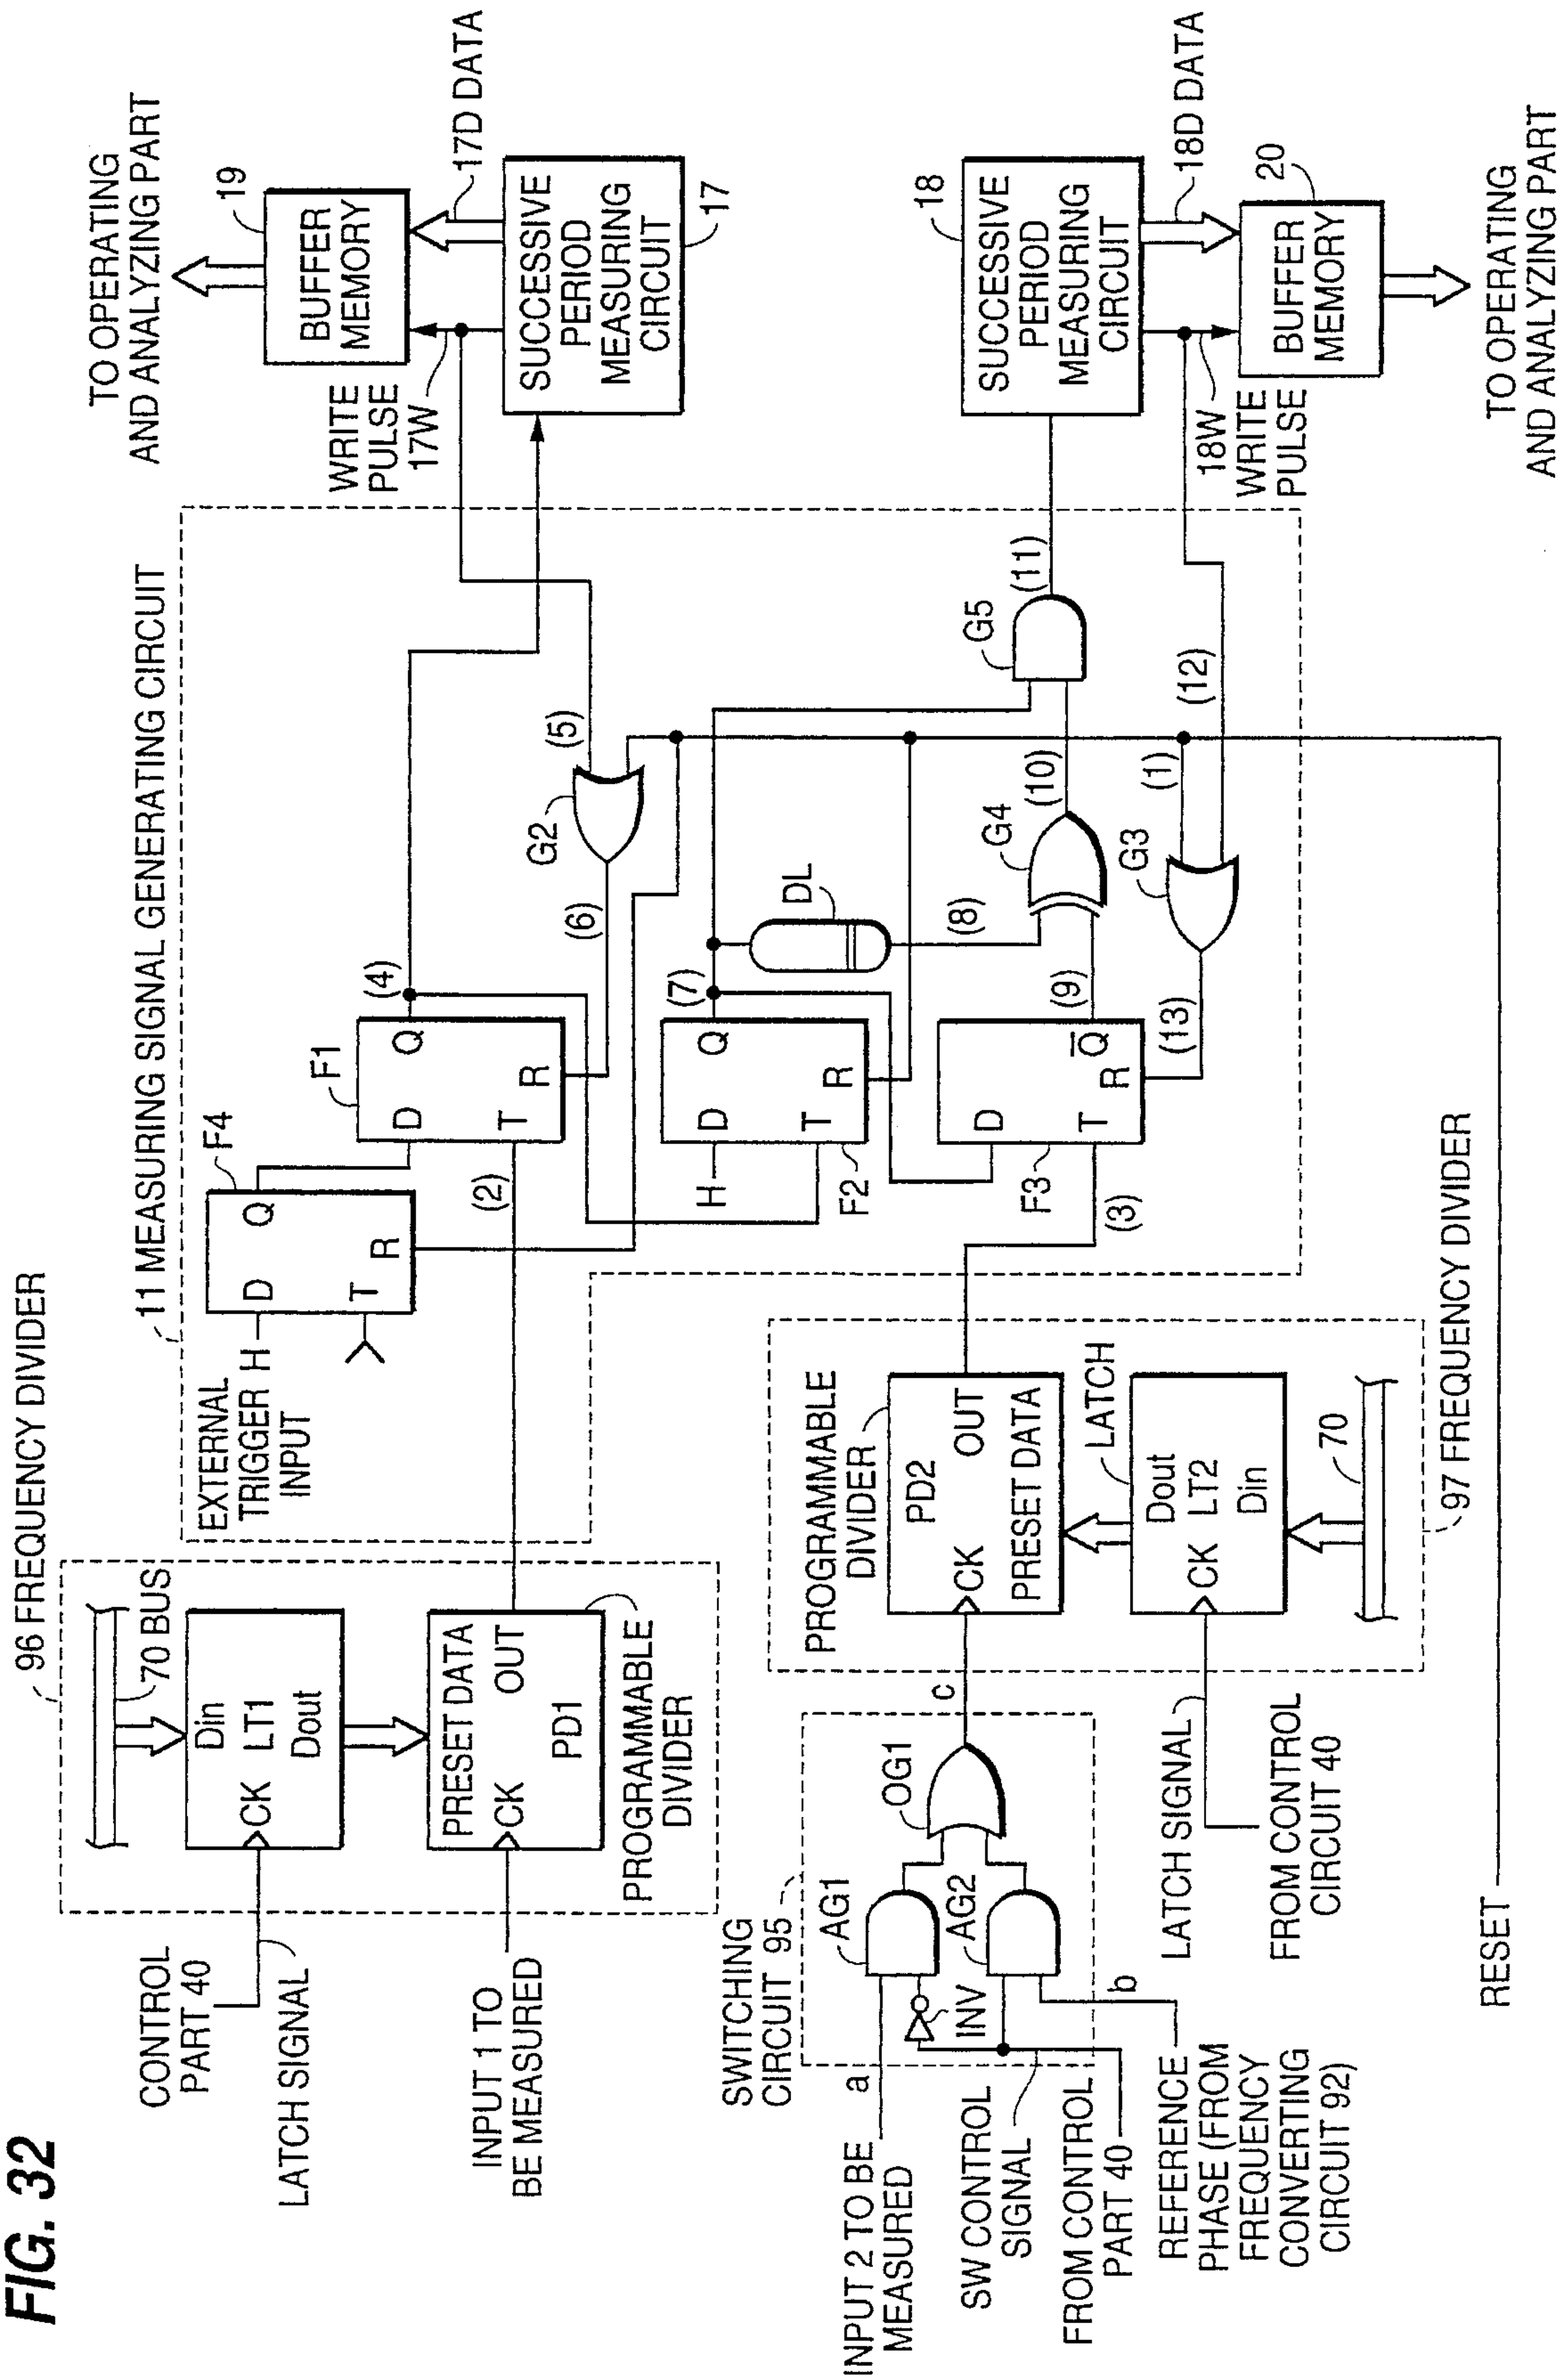 FIG. 32
96 FREQUENCY DIVIDER
70 BUS
Din
LT1
CK
Dout
PRESET DATA
CK
OUT
PD1
PROGRAMMABLE
DIVIDER
CONTROL
PART 40
LATCH SIGNAL
INPUT 1 TO
BE MEASURED
11 MEASURING SIGNAL GENERATING CIRCUIT
EXTERNAL
TRIGGER
INPUT
H
F4
D
Q
T
R
F1
D
Q
T
R
(2)
(4)
(5)
(6)
G2
H
F2
D
Q
T
R
(7)
DL
(8)
F3
D
Q̅
T
R
(3)
(9)
G4
(10)
G5
(11)
(1)
(12)
G3
(13)
TO OPERATING
AND ANALYZING PART
19
BUFFER
MEMORY
17D DATA
WRITE
PULSE
17W
SUCCESSIVE
PERIOD
MEASURING
CIRCUIT
17
18
SUCCESSIVE
PERIOD
MEASURING
CIRCUIT
18D DATA
18W
WRITE
PULSE
20
BUFFER
MEMORY
TO OPERATING
AND ANALYZING PART
SWITCHING
CIRCUIT 95
AG1
AG2
INV
OG1
a
b
c
INPUT 2 TO BE
MEASURED
SW CONTROL
SIGNAL
FROM CONTROL
PART 40
REFERENCE
PHASE (FROM
FREQUENCY
CONVERTING
CIRCUIT 92)
PROGRAMMABLE
DIVIDER
PD2
CK
OUT
PRESET DATA
LATCH
Dout
CK LT2
Din
70
97 FREQUENCY DIVIDER
LATCH SIGNAL
FROM CONTROL
CIRCUIT 40
RESET